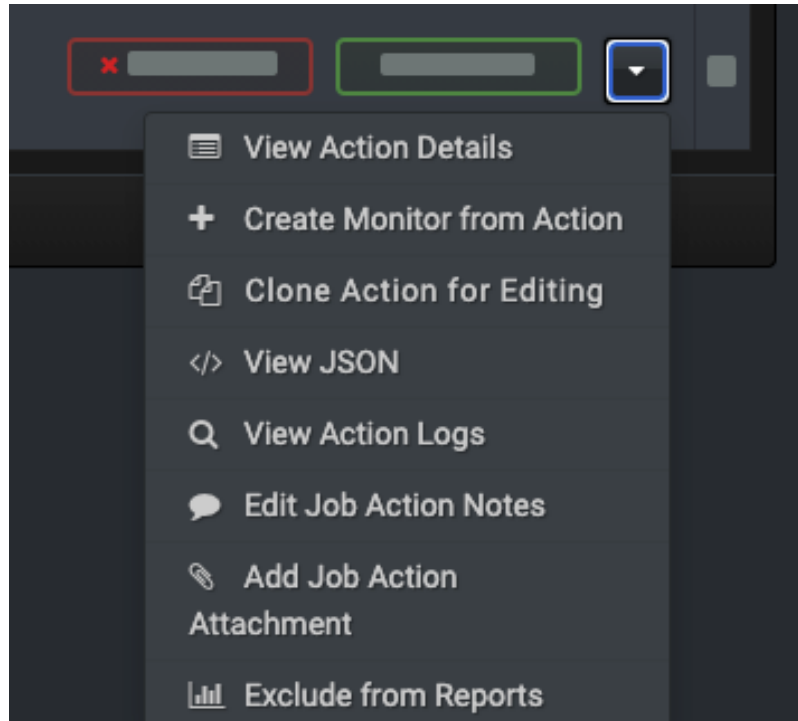 View Action Details
Create Monitor from Action
Clone Action for Editing
View JSON
View Action Logs
Edit Job Action Notes
Add Job Action
Attachment
Exclude from Reports